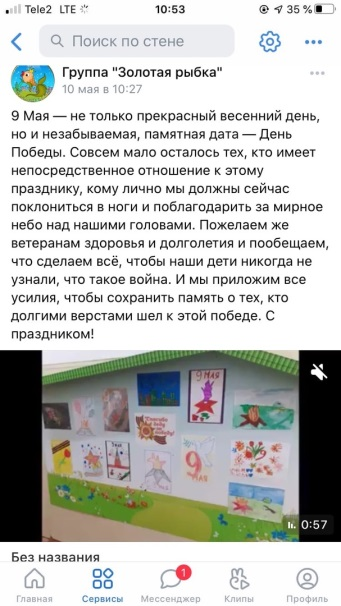 Tele2 LTE 10:53 35 %
Поиск по стене
Группа "Золотая рыбка"
10 мая в 10:27
9 Мая — не только прекрасный весенний день,
но и незабываемая, памятная дата — День
Победы. Совсем мало осталось тех, кто имеет
непосредственное отношение к этому
празднику, кому лично мы должны сейчас
поклониться в ноги и поблагодарить за мирное
небо над нашими головами. Пожелаем же
ветеранам здоровья и долголетия и пообещаем,
что сделаем всё, чтобы наши дети никогда не
узнали, что такое война. И мы приложим все
усилия, чтобы сохранить память о тех, кто
долгими верстами шел к этой победе. С
праздником!
9 МАЯ
9
МАЯ
0:57
Без названия
1
Главная Сервисы Мессенджер Клипы Профиль